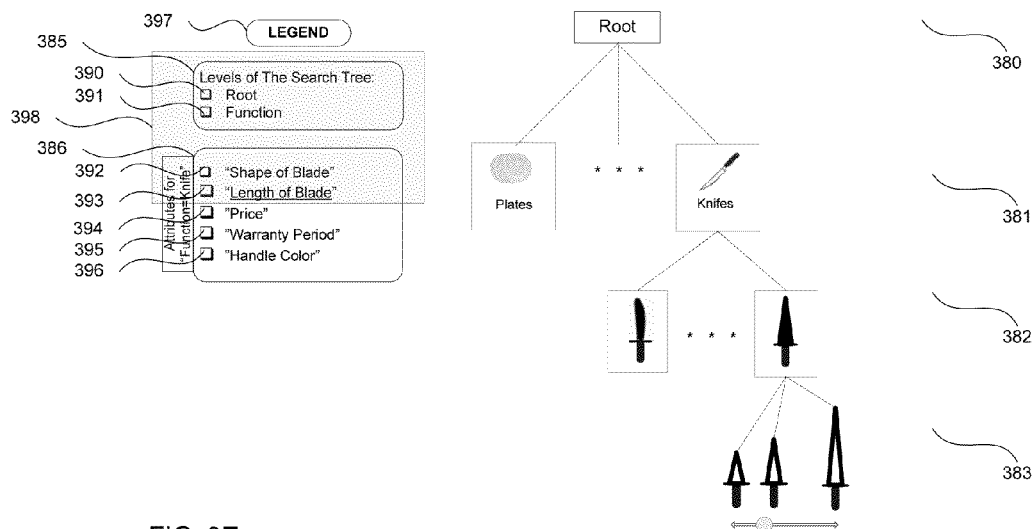 397
LEGEND
385
Levels of The Search Tree:
390
Root
391
Function
398
386
Attributes for
"Function=Knife"
392
"Shape of Blade"
393
"Length of Blade"
394
"Price"
395
"Warranty Period"
396
"Handle Color"
Root
380
Plates
* * *
Knifes
381
* * *
382
383